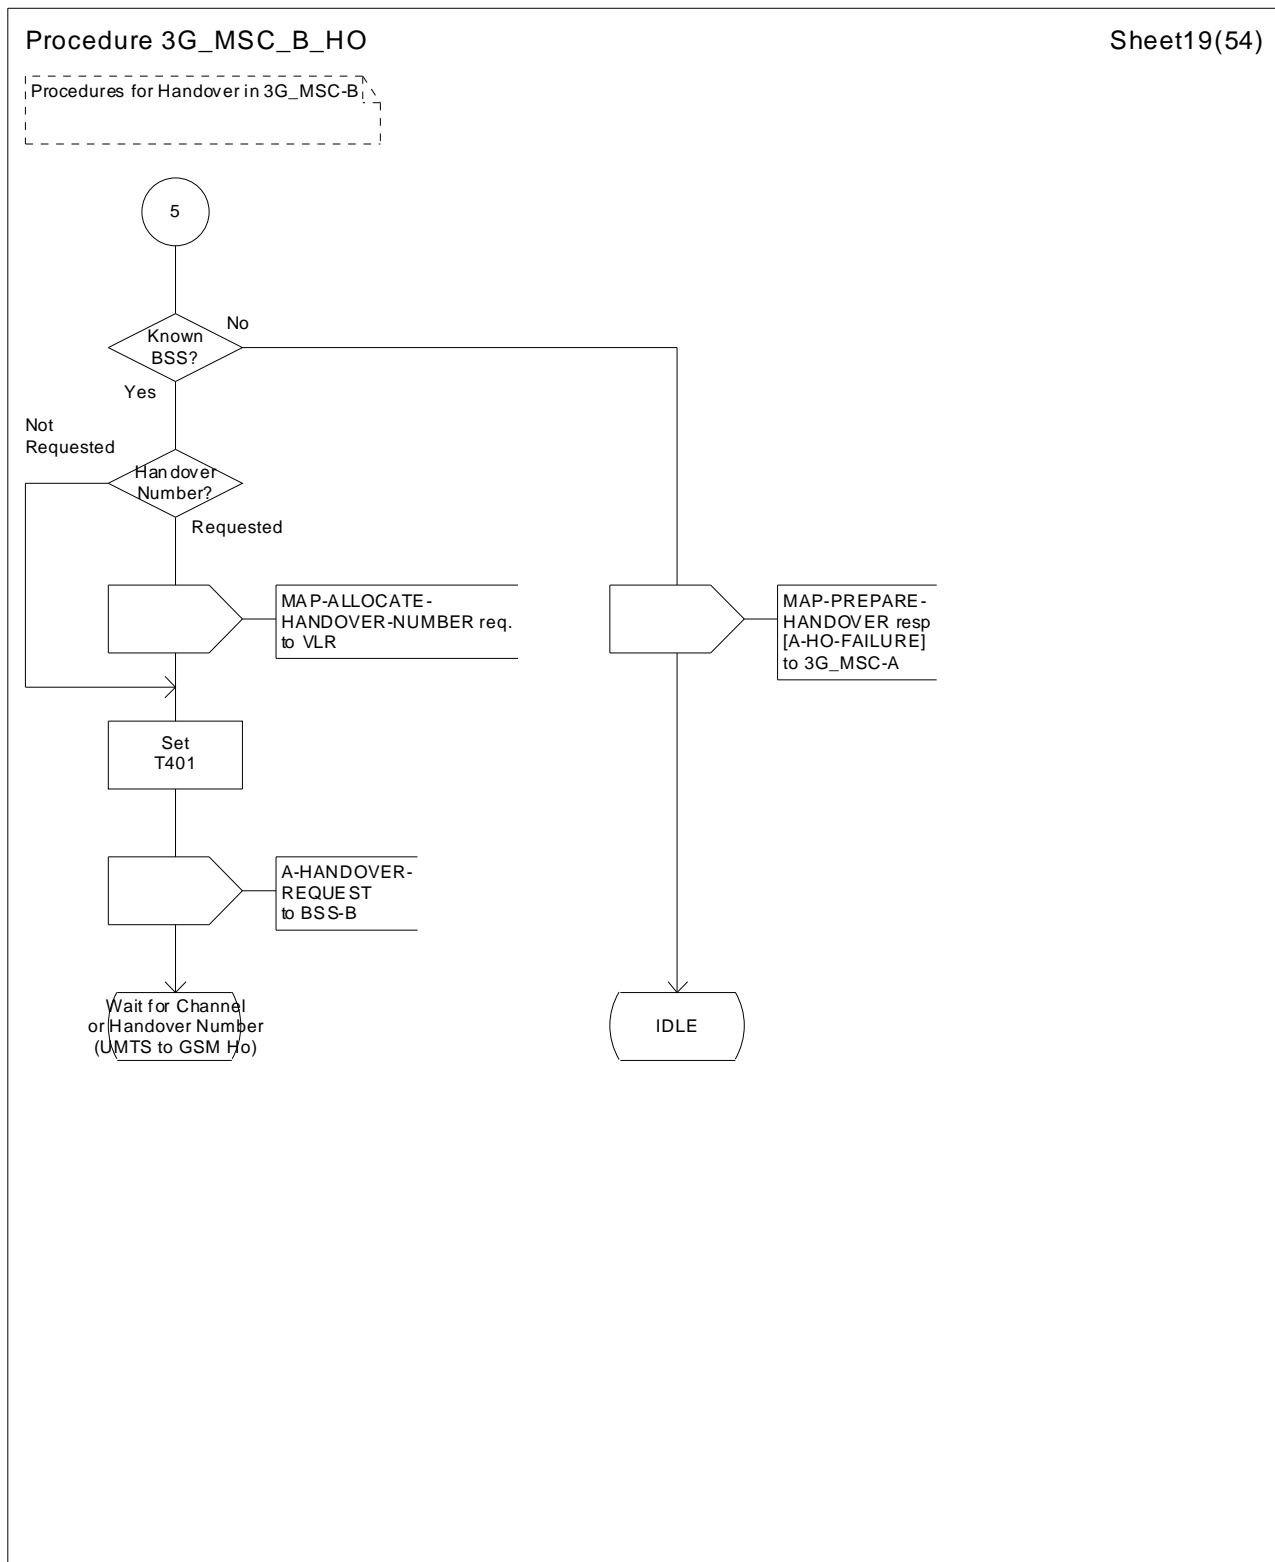 Procedure 3G_MSC_B_HO
Sheet19(54)
Procedures for Handover in 3G_MSC-B
5
Known
BSS?
No
Yes
Not
Requested
Handover
Number?
Requested
MAP-ALLOCATE-
HANDOVER-NUMBER req.
to VLR
MAP-PREPARE-
HANDOVER resp
[A-HO-FAILURE]
to 3G_MSC-A
Set
T401
A-HANDOVER-
REQUEST
to BSS-B
Wait for Channel
or Handover Number
(UMTS to GSM Ho)
IDLE